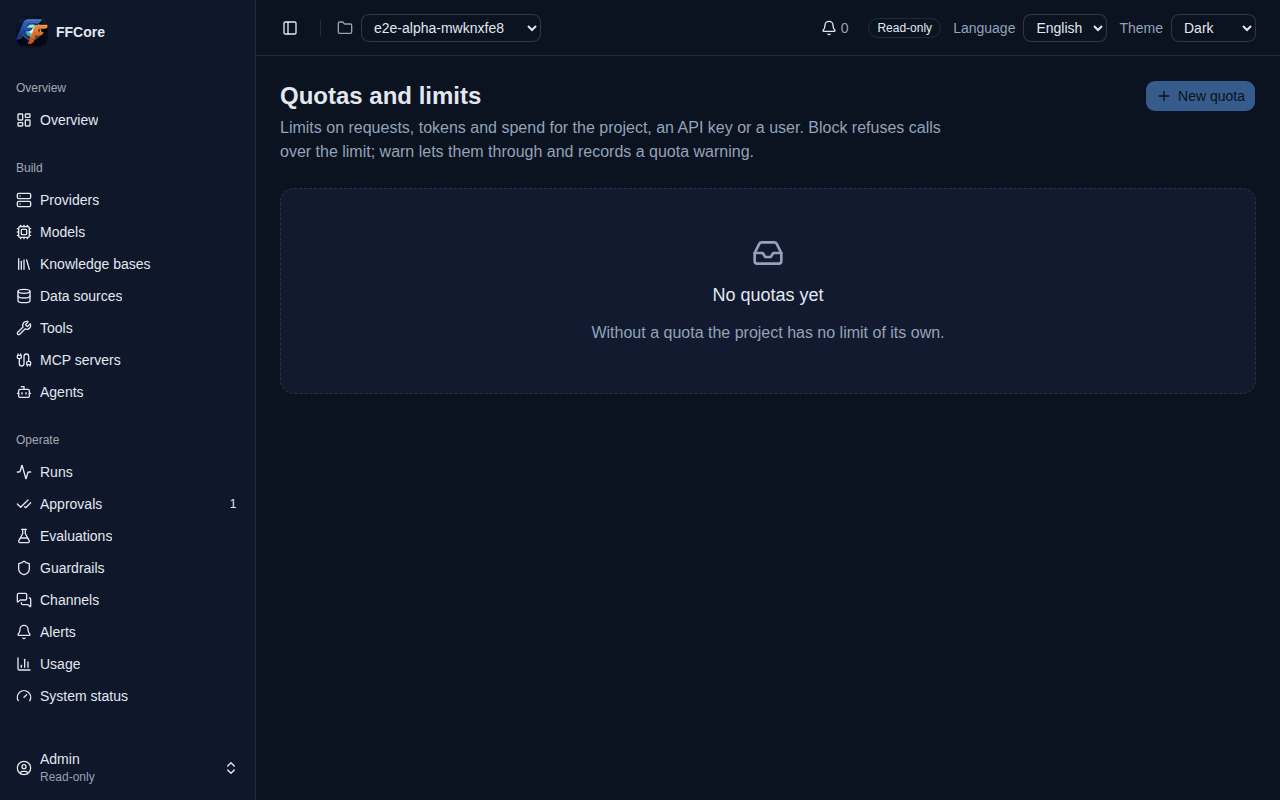 FFCore
Overview
Overview
Build
Providers
Models
Knowledge bases
Data sources
Tools
MCP servers
Agents
Operate
Runs
Approvals 1
Evaluations
Guardrails
Channels
Alerts
Usage
System status
Admin
Read-only
e2e-alpha-mwknxfe8
0
Read-only
Language
English
Theme
Dark
Quotas and limits
New quota
Limits on requests, tokens and spend for the project, an API key or a user. Block refuses calls
over the limit; warn lets them through and records a quota warning.
No quotas yet
Without a quota the project has no limit of its own.